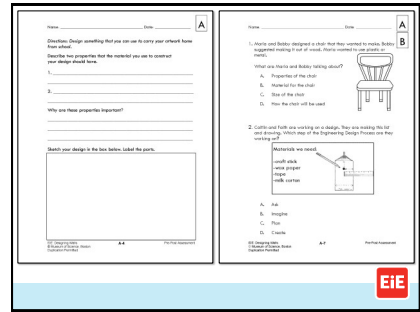 Name
Date
A
Directions: Design something that you can use to carry your artwork home
from school.
Describe two properties that the material you use to construct
your design should have.
1.
2.
Why are these properties important?
Sketch your design in the box below. Label the parts.
EiE: Designing Walls
© Museum of Science, Boston
Duplication Permitted
A-6
Pre-Post Assessment
Name
Date
A
B
1. Maria and Bobby designed a chair that they wanted to make. Bobby
suggested making it out of wood. Maria wanted to use plastic or
metal.
What are Maria and Bobby talking about?
A. Properties of the chair
B. Material for the chair
C. Size of the chair
D. How the chair will be used
2. Caitlin and Faith are working on a design. They are making this list
and drawing. Which step of the Engineering Design Process are they
working on?
Materials we need:
-craft stick
-wax paper
-tape
-milk carton
A. Ask
B. Imagine
C. Plan
D. Create
EiE: Designing Walls
© Museum of Science, Boston
Duplication Permitted
A-7
Pre-Post Assessment
EiE